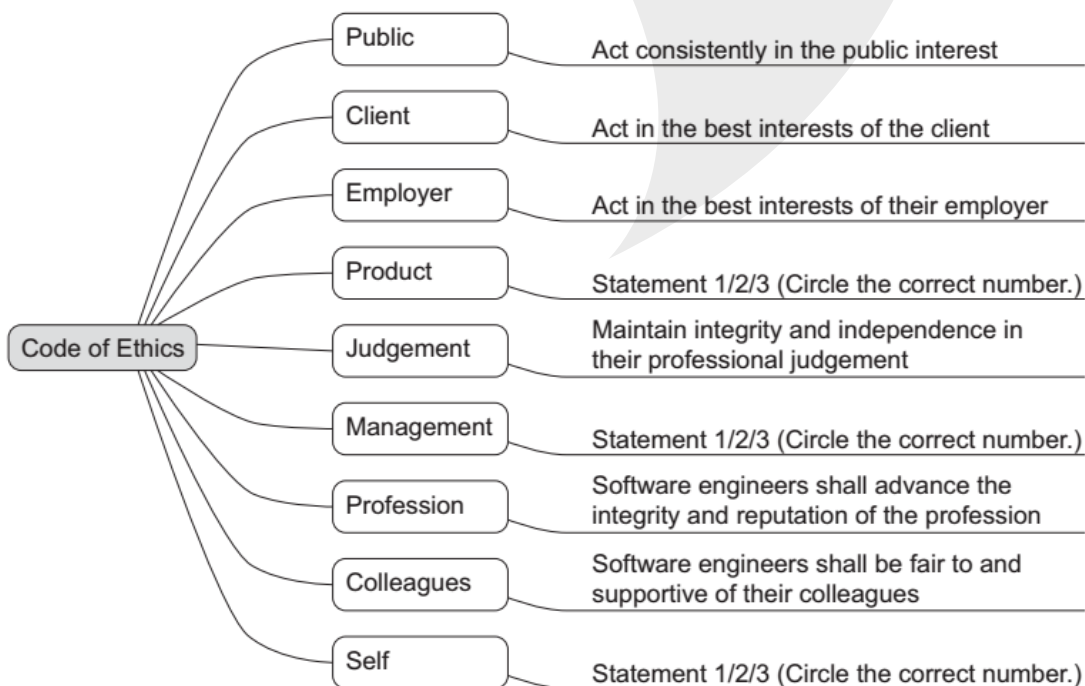 Public
Act consistently in the public interest
Client
Act in the best interests of the client
Employer
Act in the best interests of their employer
Product
Statement 1/2/3 (Circle the correct number.)
Code of Ethics
Judgement
Maintain integrity and independence in
their professional judgement
Management
Statement 1/2/3 (Circle the correct number.)
Profession
Software engineers shall advance the
integrity and reputation of the profession
Colleagues
Software engineers shall be fair to and
supportive of their colleagues
Self
Statement 1/2/3 (Circle the correct number.)